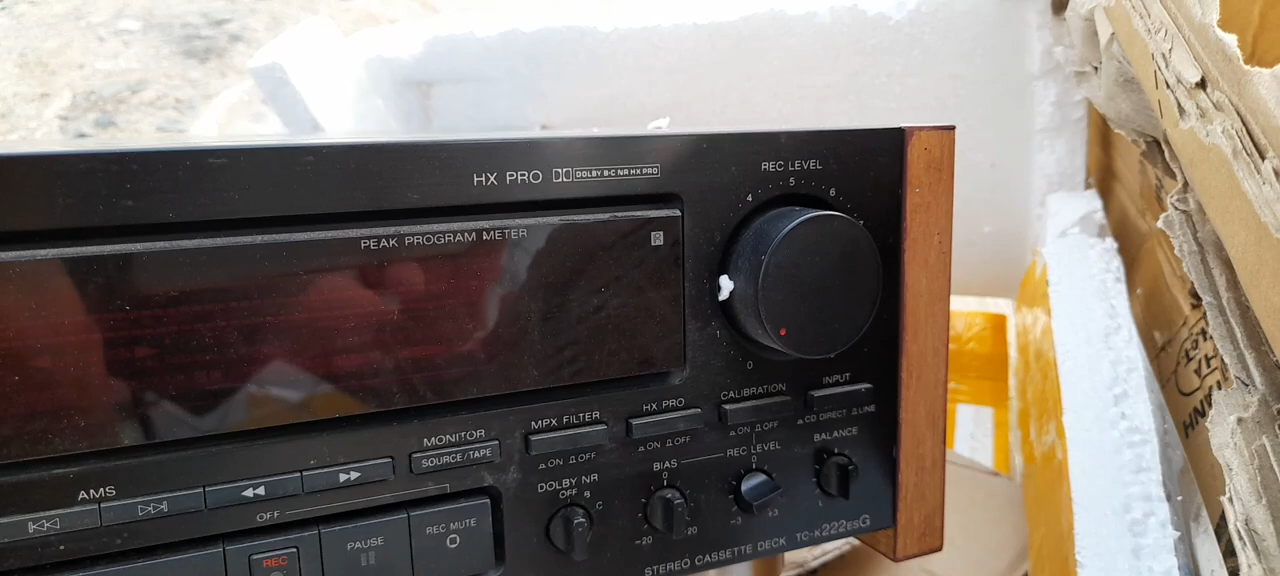 HX PRO DOLBY B·C NR HX PRO
REC LEVEL
4 5 6
PEAK PROGRAM METER
R
1
0
CALIBRATION
INPUT
HX PRO
MPX FILTER
MONITOR
SOURCE/TAPE
ON OFF
ON OFF
ON OFF
CD DIRECT LINE
BALANCE
BIAS
REC LEVEL
0
0
DOLBY NR
OFF B
C
AMS
OFF
-20 20
-3 +3
L
REC
PAUSE
REC MUTE
STEREO CASSETTE DECK TC-K222ESG